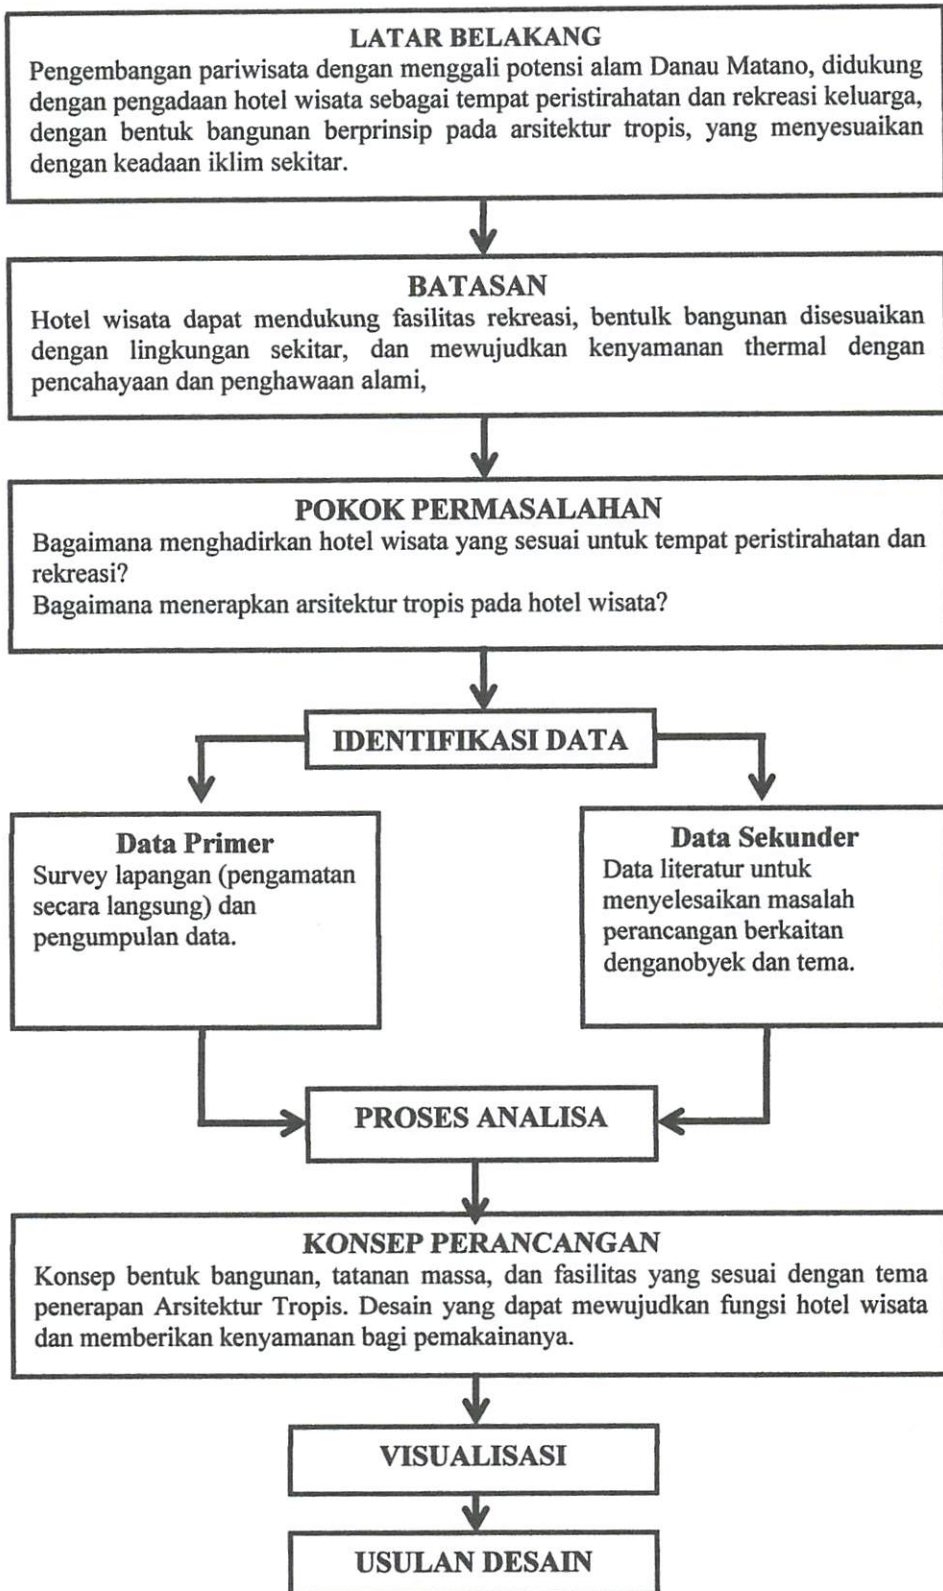 LATAR BELAKANG
Pengembangan pariwisata dengan menggali potensi alam Danau Matano, didukung
dengan pengadaan hotel wisata sebagai tempat peristirahatan dan rekreasi keluarga,
dengan bentuk bangunan berprinsip pada arsitektur tropis, yang menyesuaikan
dengan keadaan iklim sekitar.
BATASAN
Hotel wisata dapat mendukung fasilitas rekreasi, bentulk bangunan disesuaikan
dengan lingkungan sekitar, dan mewujudkan kenyamanan thermal dengan
pencahayaan dan penghawaan alami,
POKOK PERMASALAHAN
Bagaimana menghadirkan hotel wisata yang sesuai untuk tempat peristirahatan dan
rekreasi?
Bagaimana menerapkan arsitektur tropis pada hotel wisata?
IDENTIFIKASI DATA
Data Primer
Survey lapangan (pengamatan
secara langsung) dan
pengumpulan data.
Data Sekunder
Data literatur untuk
menyelesaikan masalah
perancangan berkaitan
denganobyek dan tema.
PROSES ANALISA
KONSEP PERANCANGAN
Konsep bentuk bangunan, tatanan massa, dan fasilitas yang sesuai dengan tema
penerapan Arsitektur Tropis. Desain yang dapat mewujudkan fungsi hotel wisata
dan memberikan kenyamanan bagi pemakainanya.
VISUALISASI
USULAN DESAIN